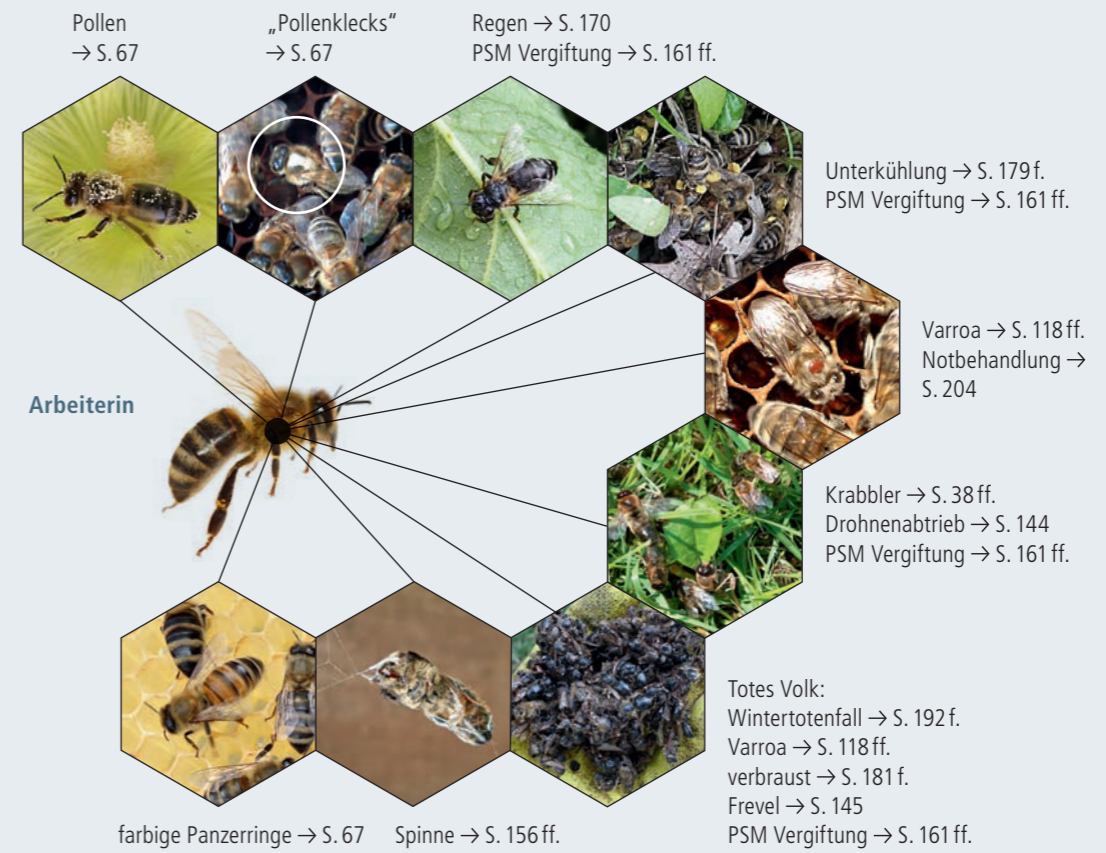 Pollen
→ S. 67
„Pollenklecks“
→ S. 67
Regen → S. 170
PSM Vergiftung → S. 161 ff.
Unterkühlung → S. 179 f.
PSM Vergiftung → S. 161 ff.
Varroa → S. 118 ff.
Notbehandlung →
S. 204
Arbeiterin
Krabbler → S. 38 ff.
Drohnenabtrieb → S. 144
PSM Vergiftung → S. 161 ff.
Totes Volk:
Wintertotenfall → S. 192 f.
Varroa → S. 118 ff.
verbraust → S. 181 f.
Frevel → S. 145
PSM Vergiftung → S. 161 ff.
farbige Panzerringe → S. 67
Spinne → S. 156 ff.